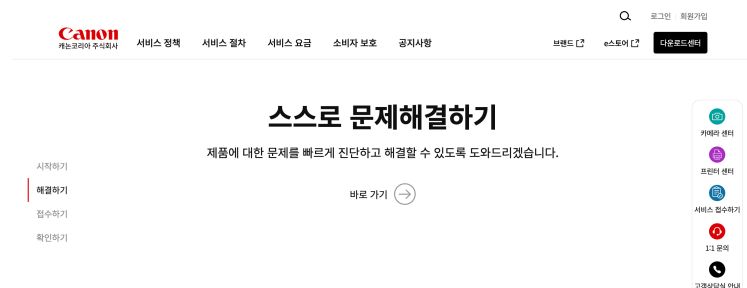 로그인 회원가입
Canon
캐논코리아 주식회사
서비스 정책 서비스 절차 서비스 요금 소비자 보호 공지사항
브랜드 e스토어 다운로드센터
스스로 문제해결하기
제품에 대한 문제를 빠르게 진단하고 해결할 수 있도록 도와드리겠습니다.
바로 가기
시작하기
해결하기
접수하기
확인하기
카메라 센터
프린터 센터
서비스 접수하기
1:1 문의
고객상담실 안내